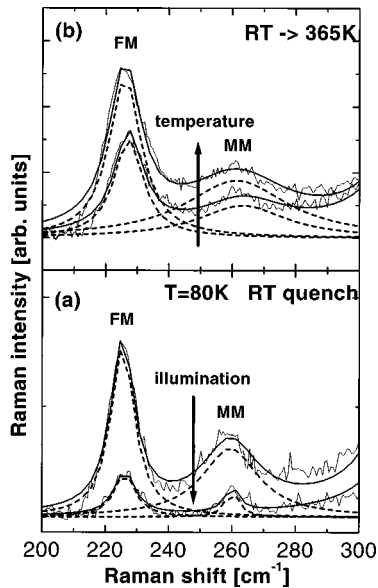 (b)
FM
RT -> 365K
temperature
MM
Raman intensity [arb. units]
(a)
T=80K RT quench
FM
illumination
MM
200 220 240 260 280 300
Raman shift [cm⁻¹]